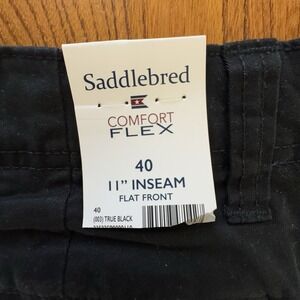 Saddlebred
COMFORT
FLEX
40
11" INSEAM
FLAT FRONT
40
(003) TRUE BLACK